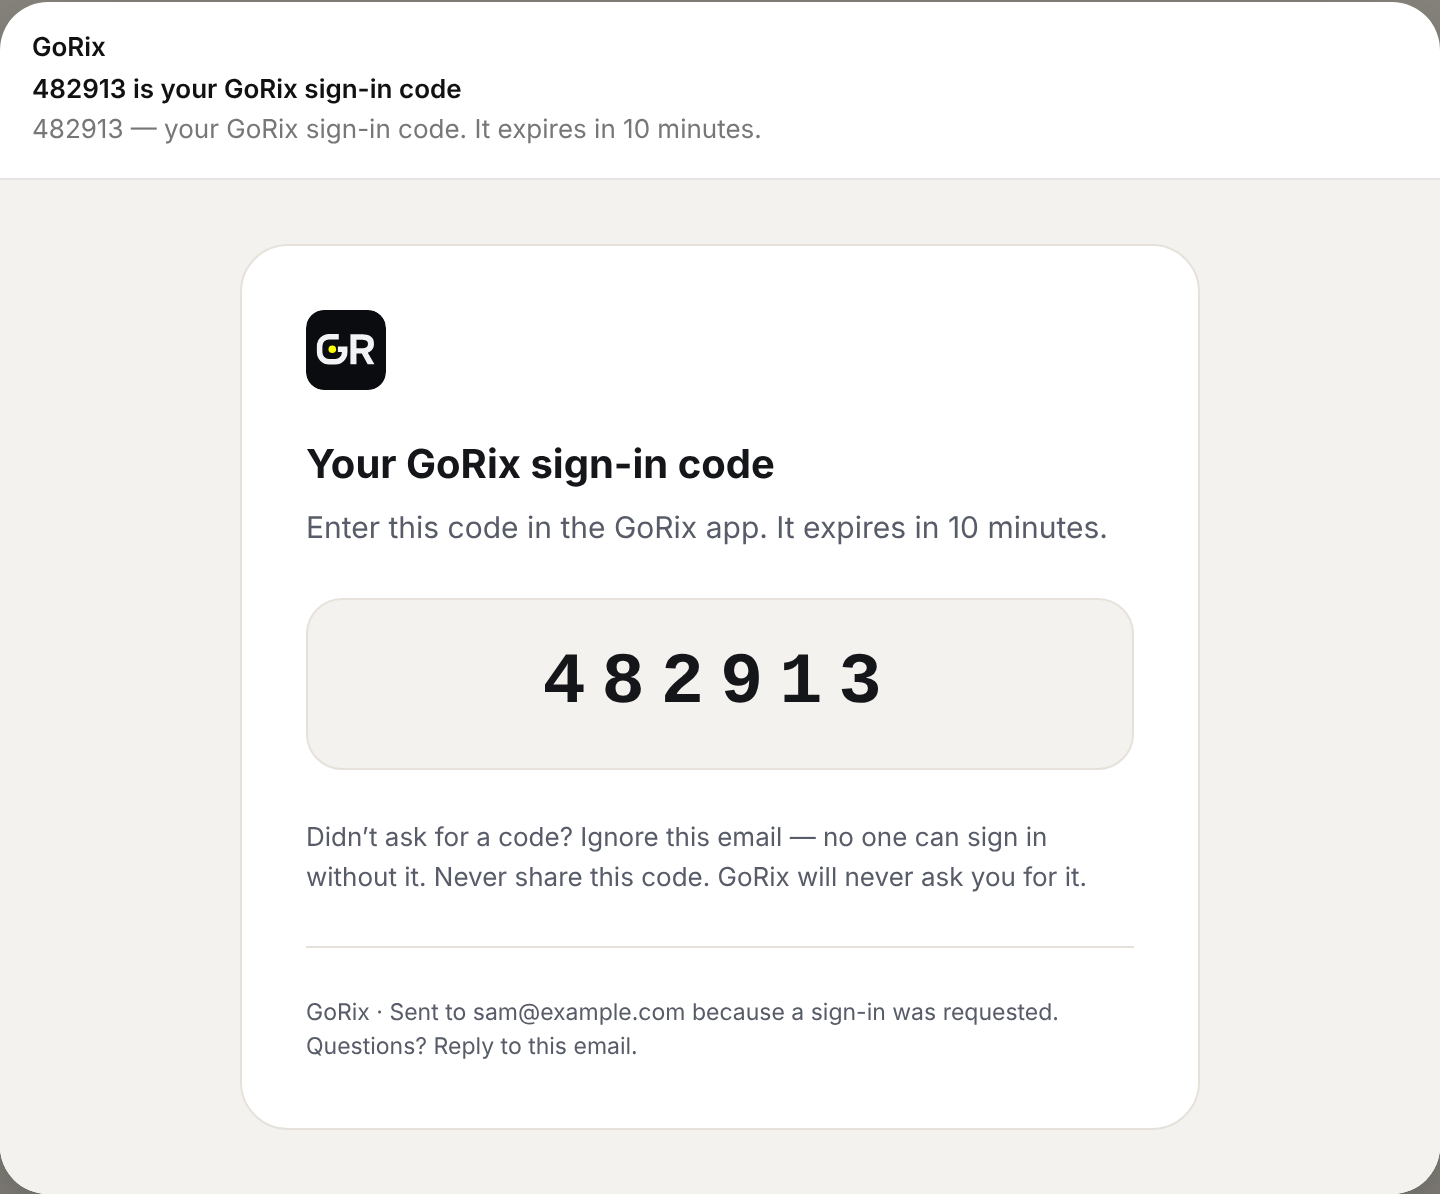 GoRix
482913 is your GoRix sign-in code
482913 — your GoRix sign-in code. It expires in 10 minutes.
GR
Your GoRix sign-in code
Enter this code in the GoRix app. It expires in 10 minutes.
482913
Didn’t ask for a code? Ignore this email — no one can sign in
without it. Never share this code. GoRix will never ask you for it.
GoRix · Sent to sam@example.com because a sign-in was requested.
Questions? Reply to this email.